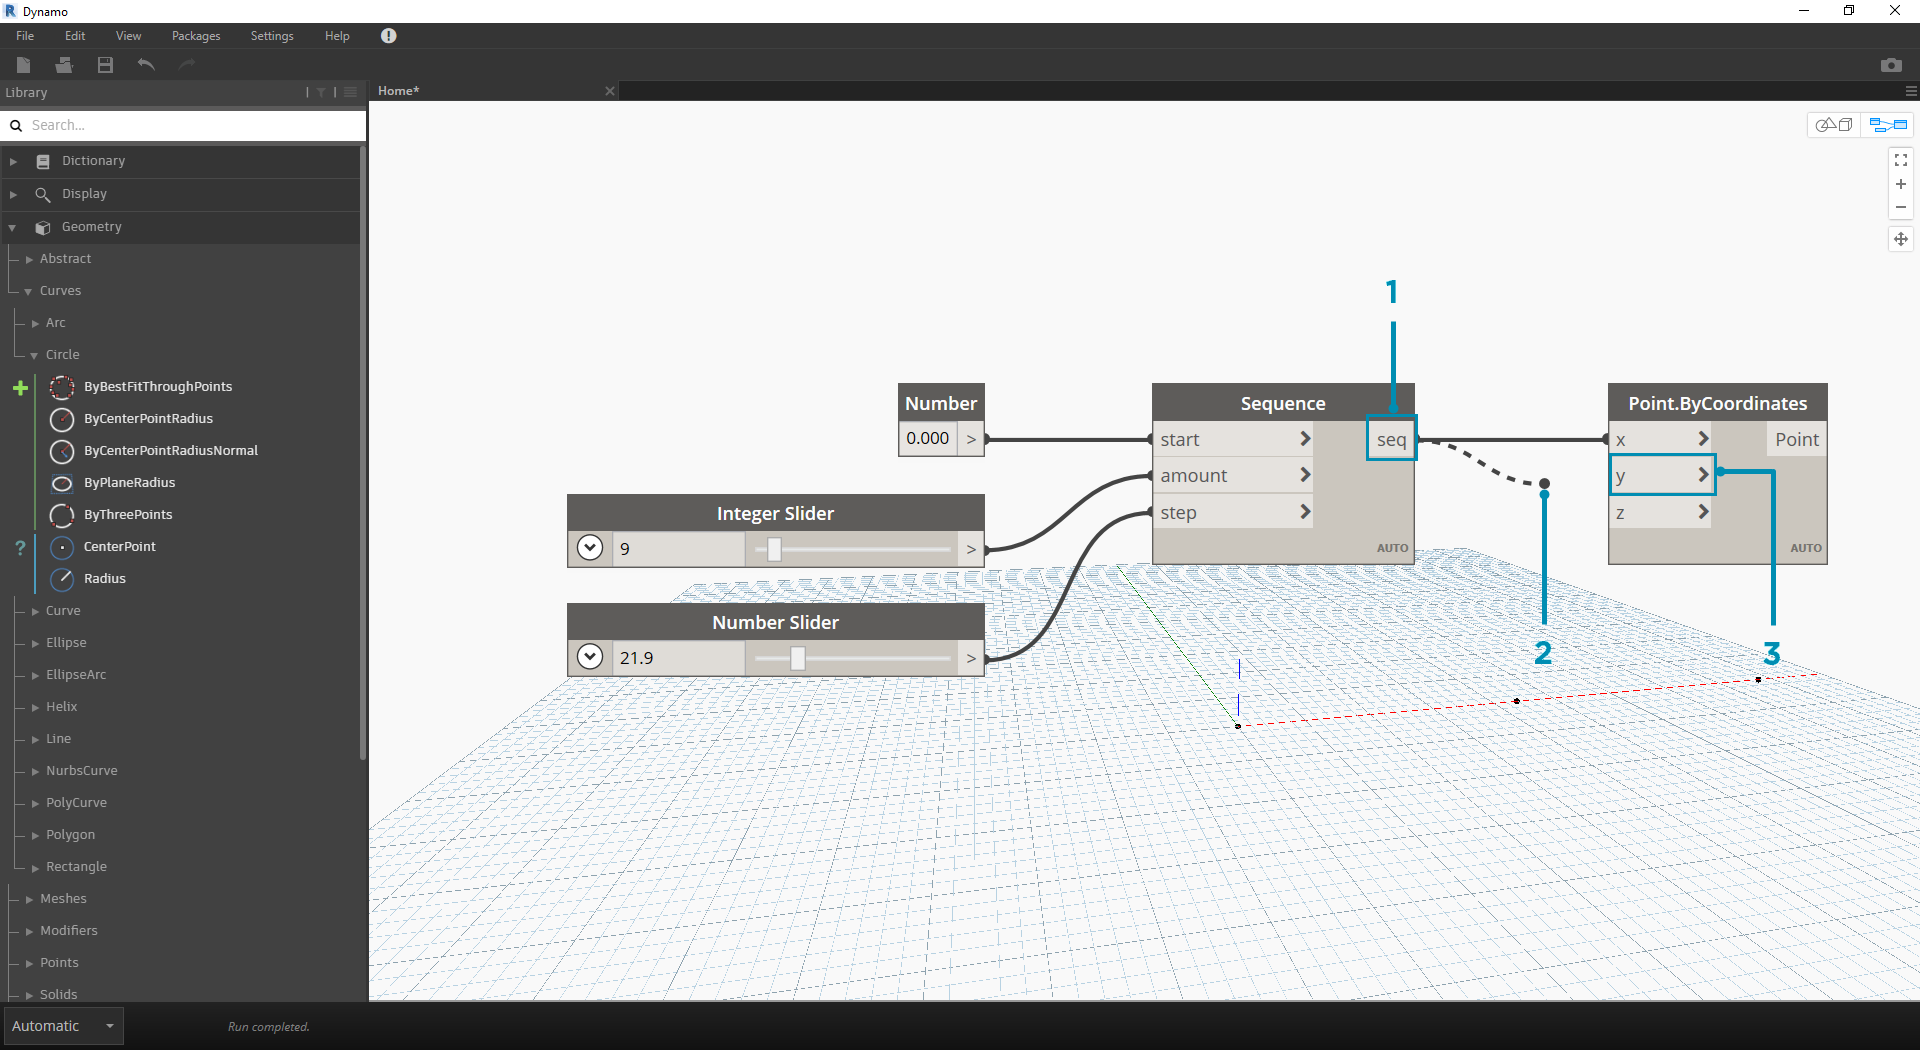 Dynamo
File Edit View Packages Settings Help
Library
Home*
Search...
Dictionary
Display
Geometry
Abstract
Curves
Arc
Circle
ByBestFitThroughPoints
ByCenterPointRadius
ByCenterPointRadiusNormal
ByPlaneRadius
ByThreePoints
CenterPoint
Radius
Curve
Ellipse
EllipseArc
Helix
Line
NurbsCurve
PolyCurve
Polygon
Rectangle
Meshes
Modifiers
Points
Solids
1
Number
0.000 >
Integer Slider
9 >
Number Slider
21.9 >
Sequence
start seq
amount
step
AUTO
Point.ByCoordinates
x Point
y
z
AUTO
2
3
Automatic
Run completed.